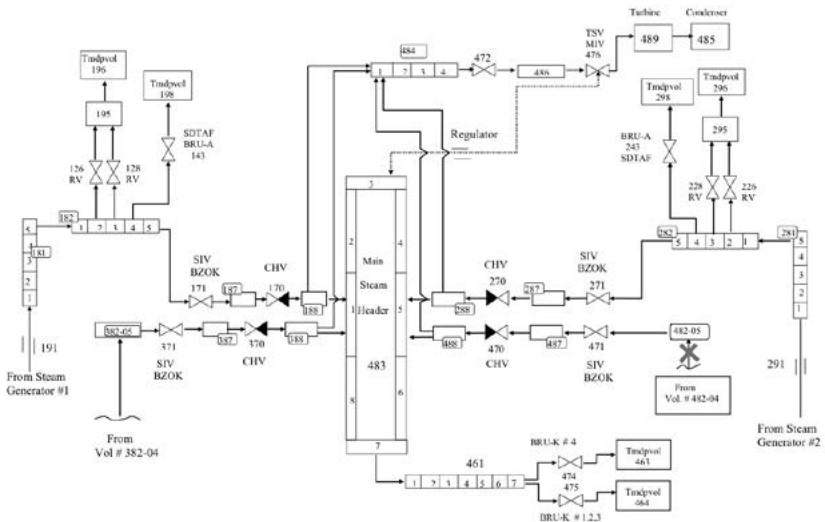 TSV
MIV
476
Turbine
489
Condenser
485
484
1 2 3 4
472
486
Tmdpvol
196
Tmdpvol
198
195
SDTAF
BRU-A
143
126
RV
128
RV
Regulator
Tmdpvol
298
Tmdpvol
296
295
BRU-A
243
SDTAF
228
RV
226
RV
182
1 2 3 4 5
181
5
4
3
2
1
3
2
4
Main
Steam
Header
1
5
483
8
6
7
282
5 4 3 2 1
281
5
4
3
2
1
SIV
BZOK
171
187
CHV
170
188
382-05
371
SIV
BZOK
387
370
CHV
388
CHV
270
288
287
SIV
BZOK
271
488
470
CHV
487
471
SIV
BZOK
482-05
191
From Steam
Generator #1
From
Vol # 382-04
From
Vol. # 482-04
291
From Steam
Generator #2
461
1 2 3 4 5 6 7
BRU-K # 4
474
475
BRU-K # 1,2,3
Tmdpvol
463
Tmdpvol
464